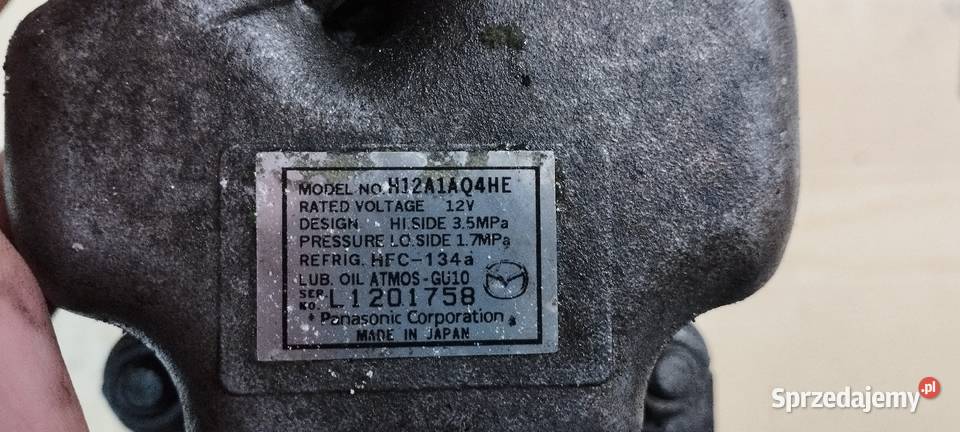 MODEL NO. H12A1AQ4HE
RATED VOLTAGE 12V
DESIGN HI.SIDE 3.5MPa
PRESSURE LO.SIDE 1.7MPa
REFRIG. HFC-134a
LUB. OIL ATMOS-GU10
SER. NO. L1201758
Panasonic Corporation
MADE IN JAPAN
Sprzedajemy.pl